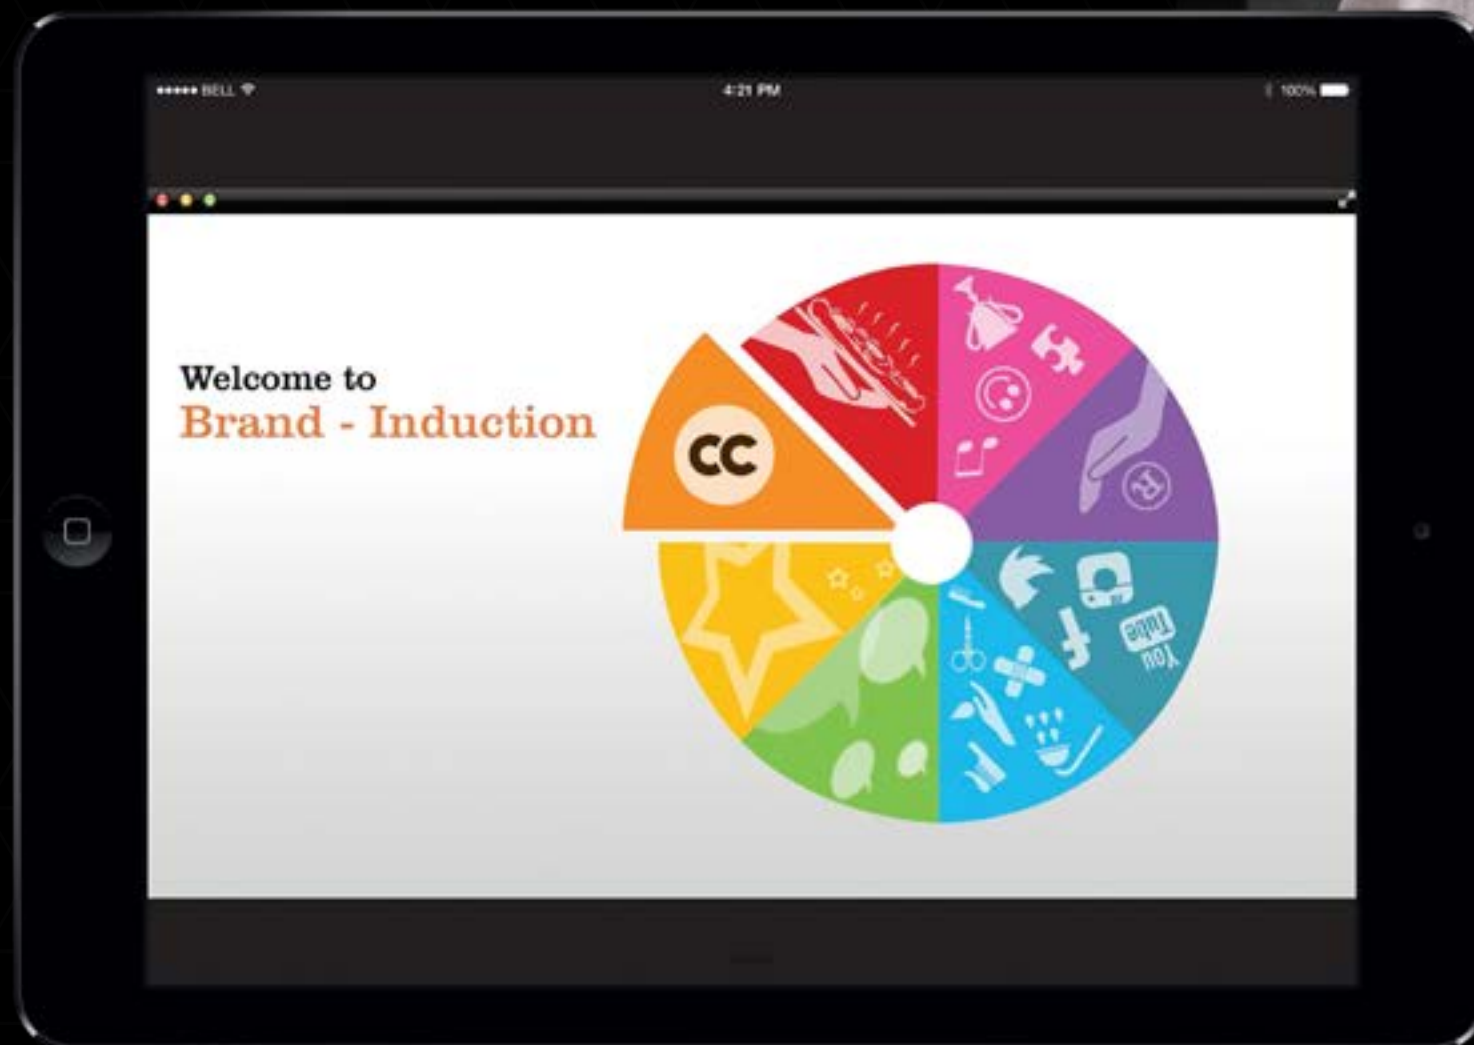 BELL
4:21 PM
100%
Welcome to
Brand - Induction
CC
R
f
You
Tube